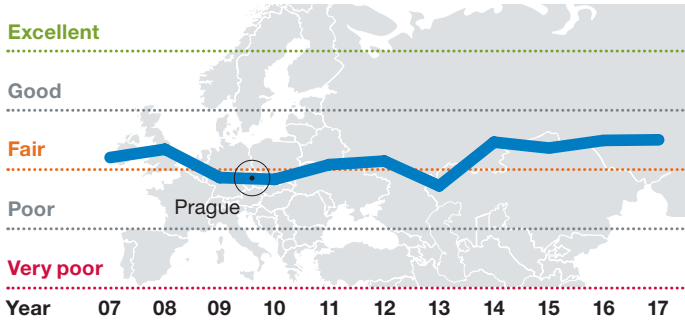 Excellent
Good
Fair
Poor
Prague
Very poor
Year 07 08 09 10 11 12 13 14 15 16 17